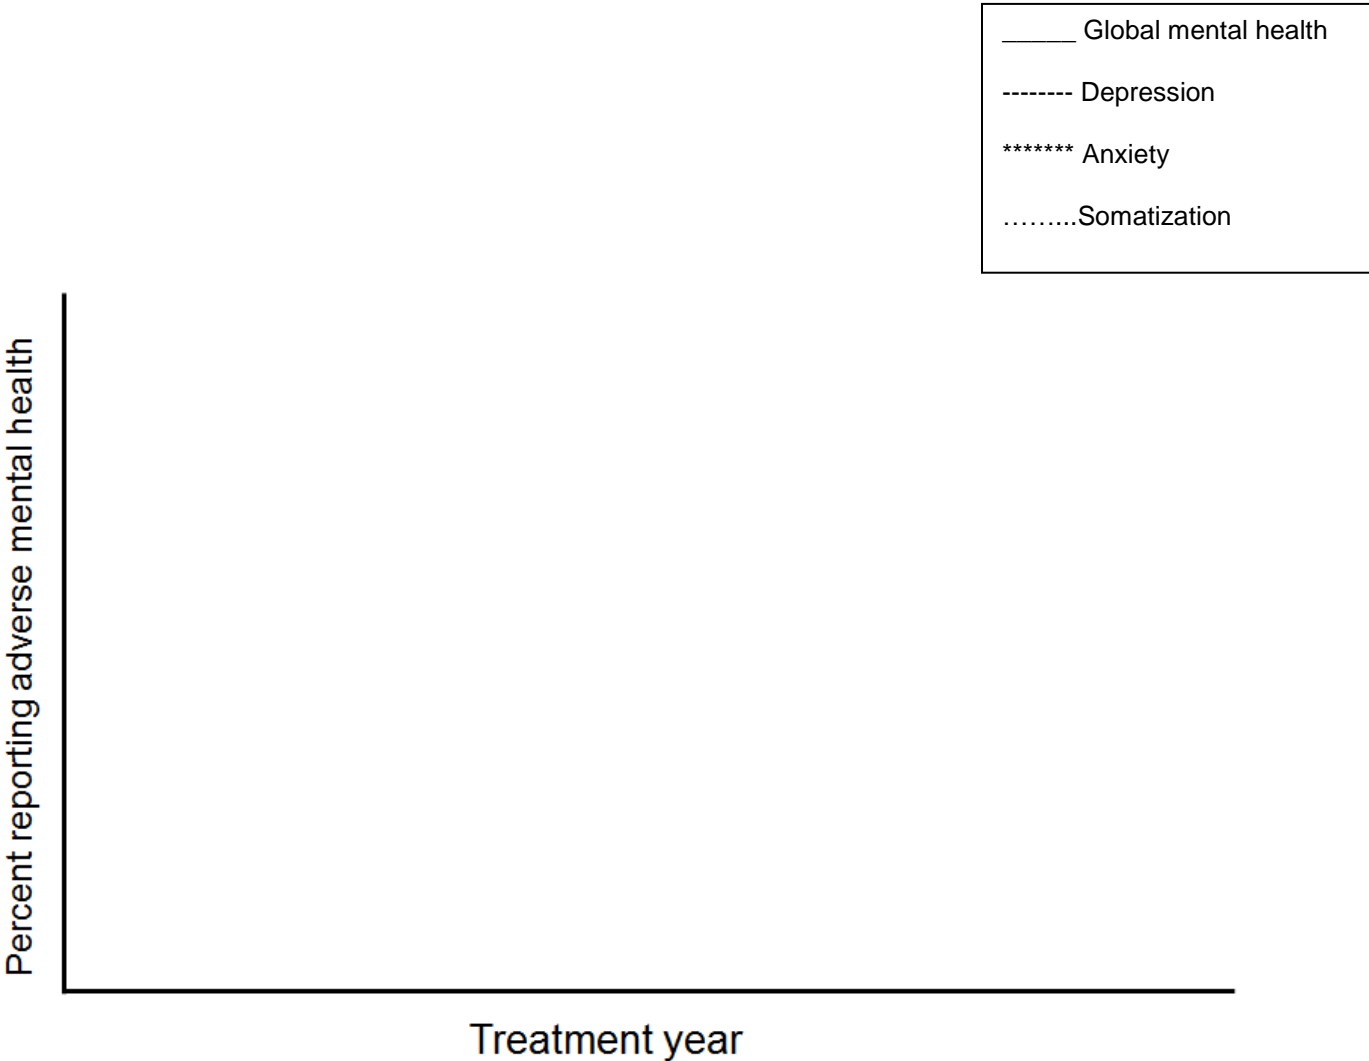 _____ Global mental health
-------- Depression
******* Anxiety
……...Somatization
Percent reporting adverse mental health
Treatment year